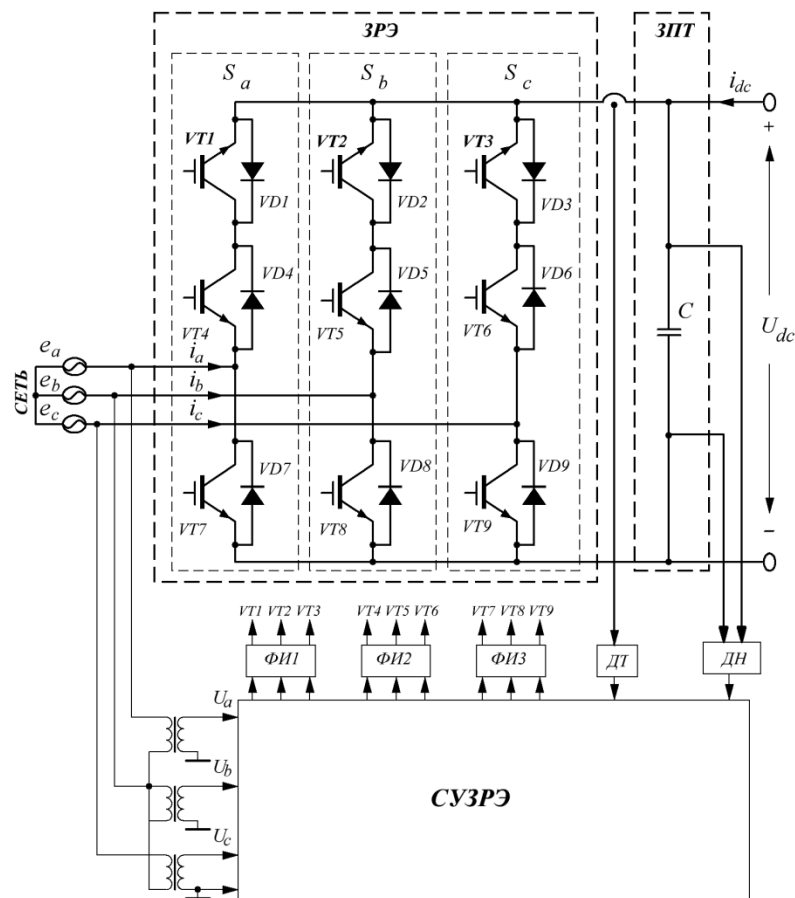 ЗРЭ
ЗПТ
S a
S b
S c
i dc
+
VT1
VT2
VT3
VD1
VD2
VD3
VD4
VD5
VD6
VT4
VT5
VT6
C
U dc
СЕТЬ
e a
e b
e c
i a
i b
i c
VD7
VD8
VD9
VT7
VT8
VT9
−
VT1 VT2 VT3
VT4 VT5 VT6
VT7 VT8 VT9
ФИ1
ФИ2
ФИ3
ДТ
ДН
U a
U b
U c
СУЗРЭ